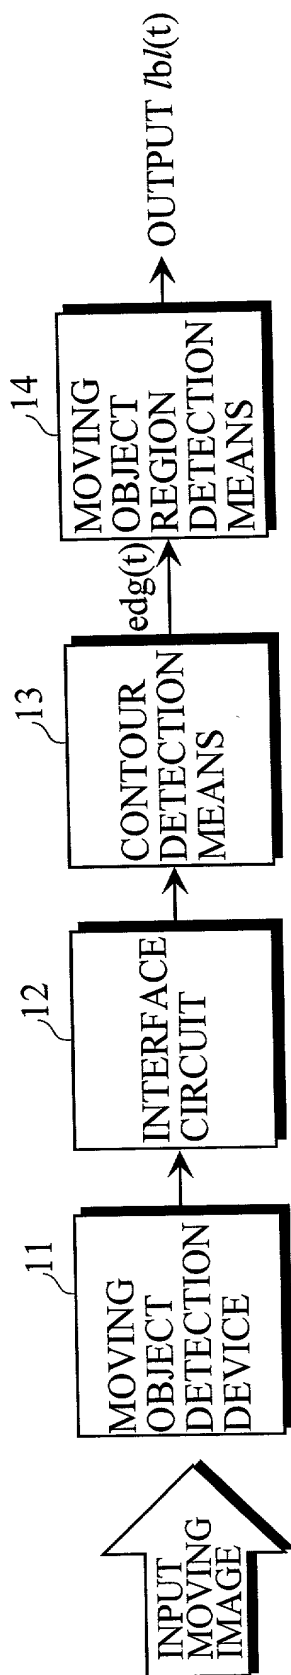 INPUT
MOVING
IMAGE
11
MOVING
OBJECT
DETECTION
DEVICE
12
INTERFACE
CIRCUIT
13
CONTOUR
DETECTION
MEANS
edg(t)
14
MOVING
OBJECT
REGION
DETECTION
MEANS
OUTPUT lbl(t)